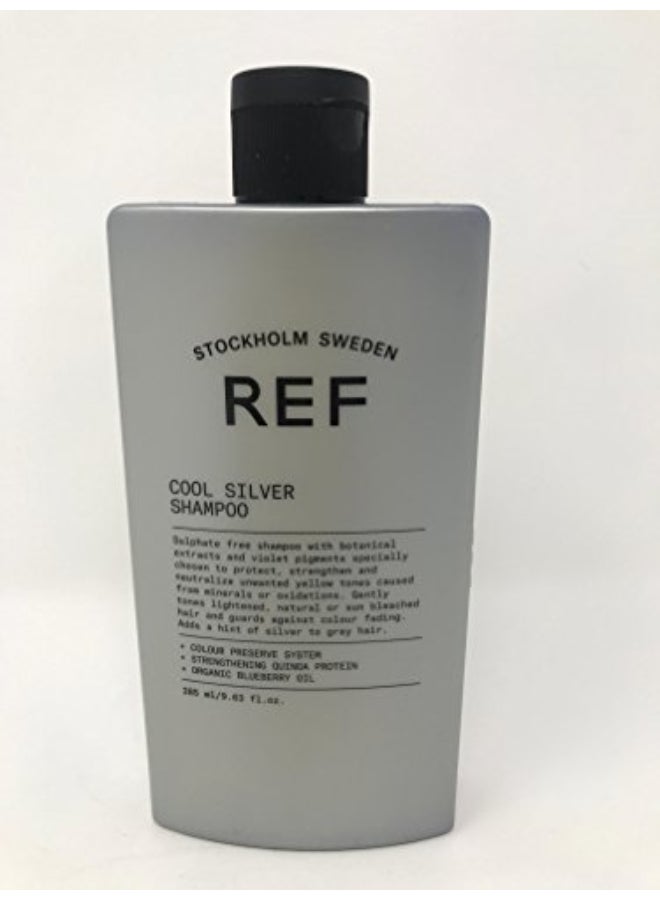 STOCKHOLM SWEDEN
REF
COOL SILVER
SHAMPOO
Sulphate free shampoo with botanical
extracts and violet pigments specially
chosen to protect, strengthen and
neutralize unwanted yellow tones caused
from minerals or oxidations. Gently
tones lightened, natural or sun bleached
hair and guards against colour fading.
Adds a hint of silver to grey hair.
• COLOUR PRESERVE SYSTEM
• STRENGTHENING QUINOA PROTEIN
• ORGANIC BLUEBERRY OIL
285 ml/9.63 fl.oz.